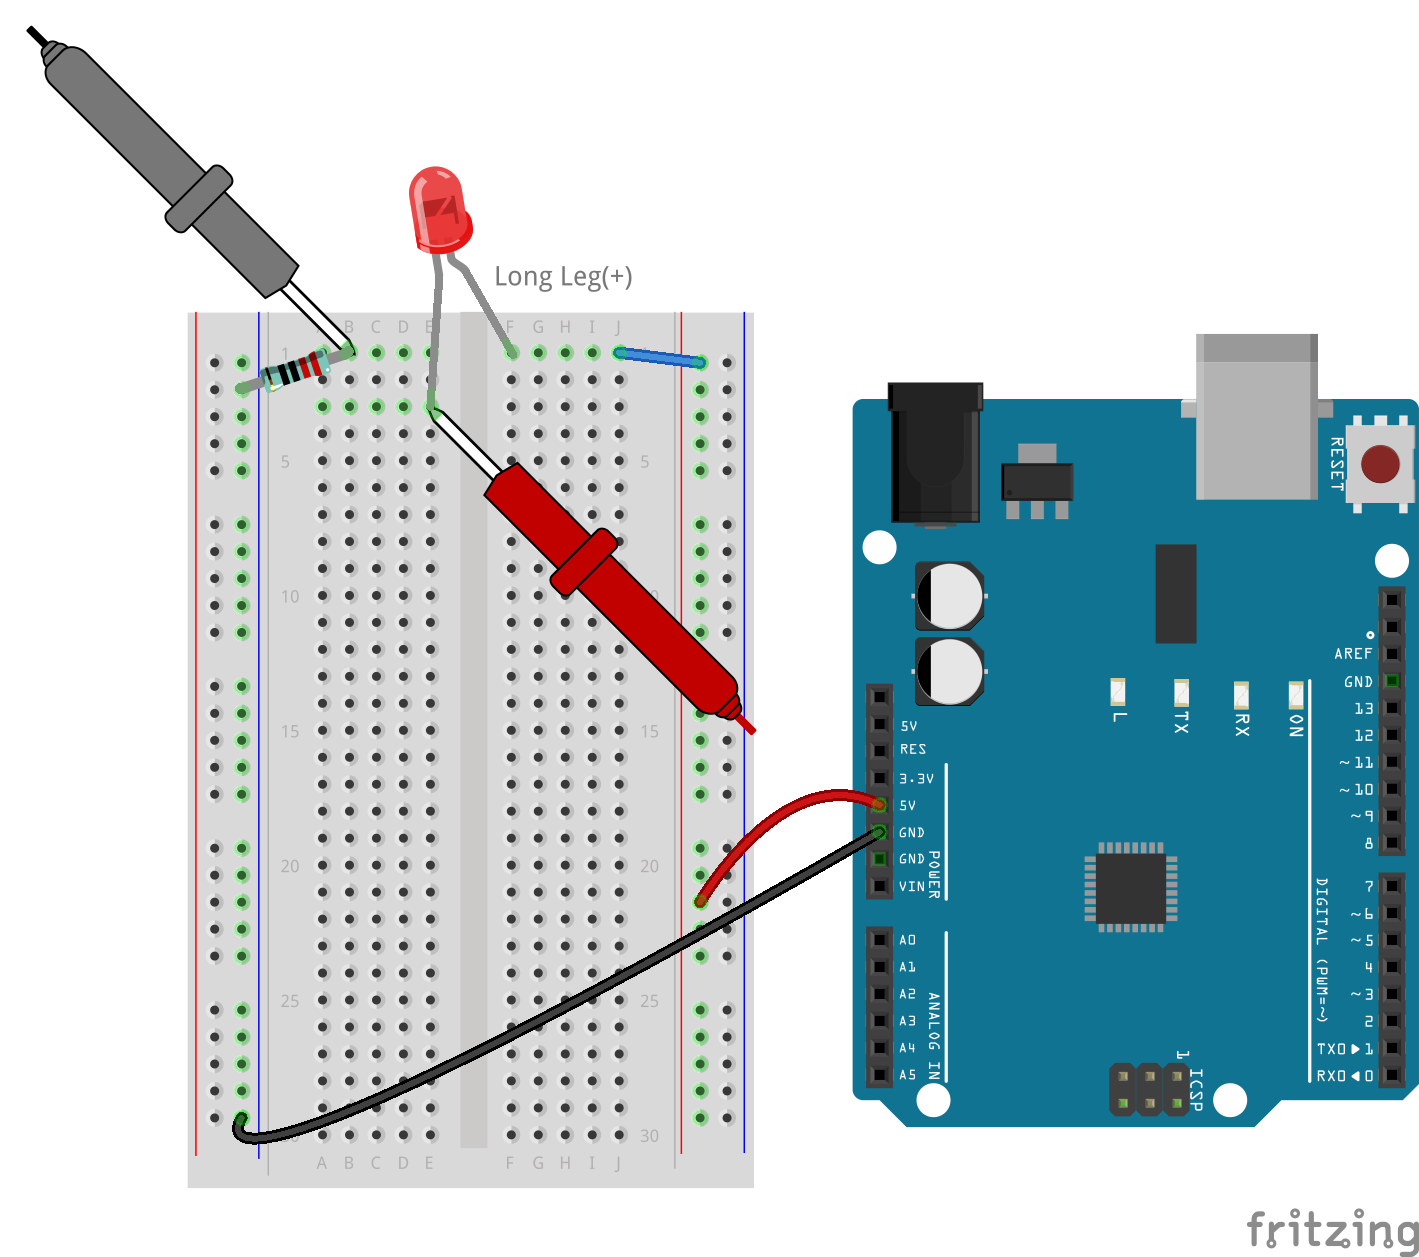 Long Leg(+)
B C D E F G H I J
1
5 5
10 0
15 15
20 20
25 25
30
A B C D E F G H I J
RESET
AREF
GND
13
12
~11
~10
~9
8
7
~6
~5
4
~3
2
TX0▶1
RX0◀0
DIGITAL (PWM=~)
L
TX
RX
ON
5V
RES
3.3V
5V
GND
GND
VIN
POWER
A0
A1
A2
A3
A4
A5
ANALOG IN
1
ICSP
fritzing